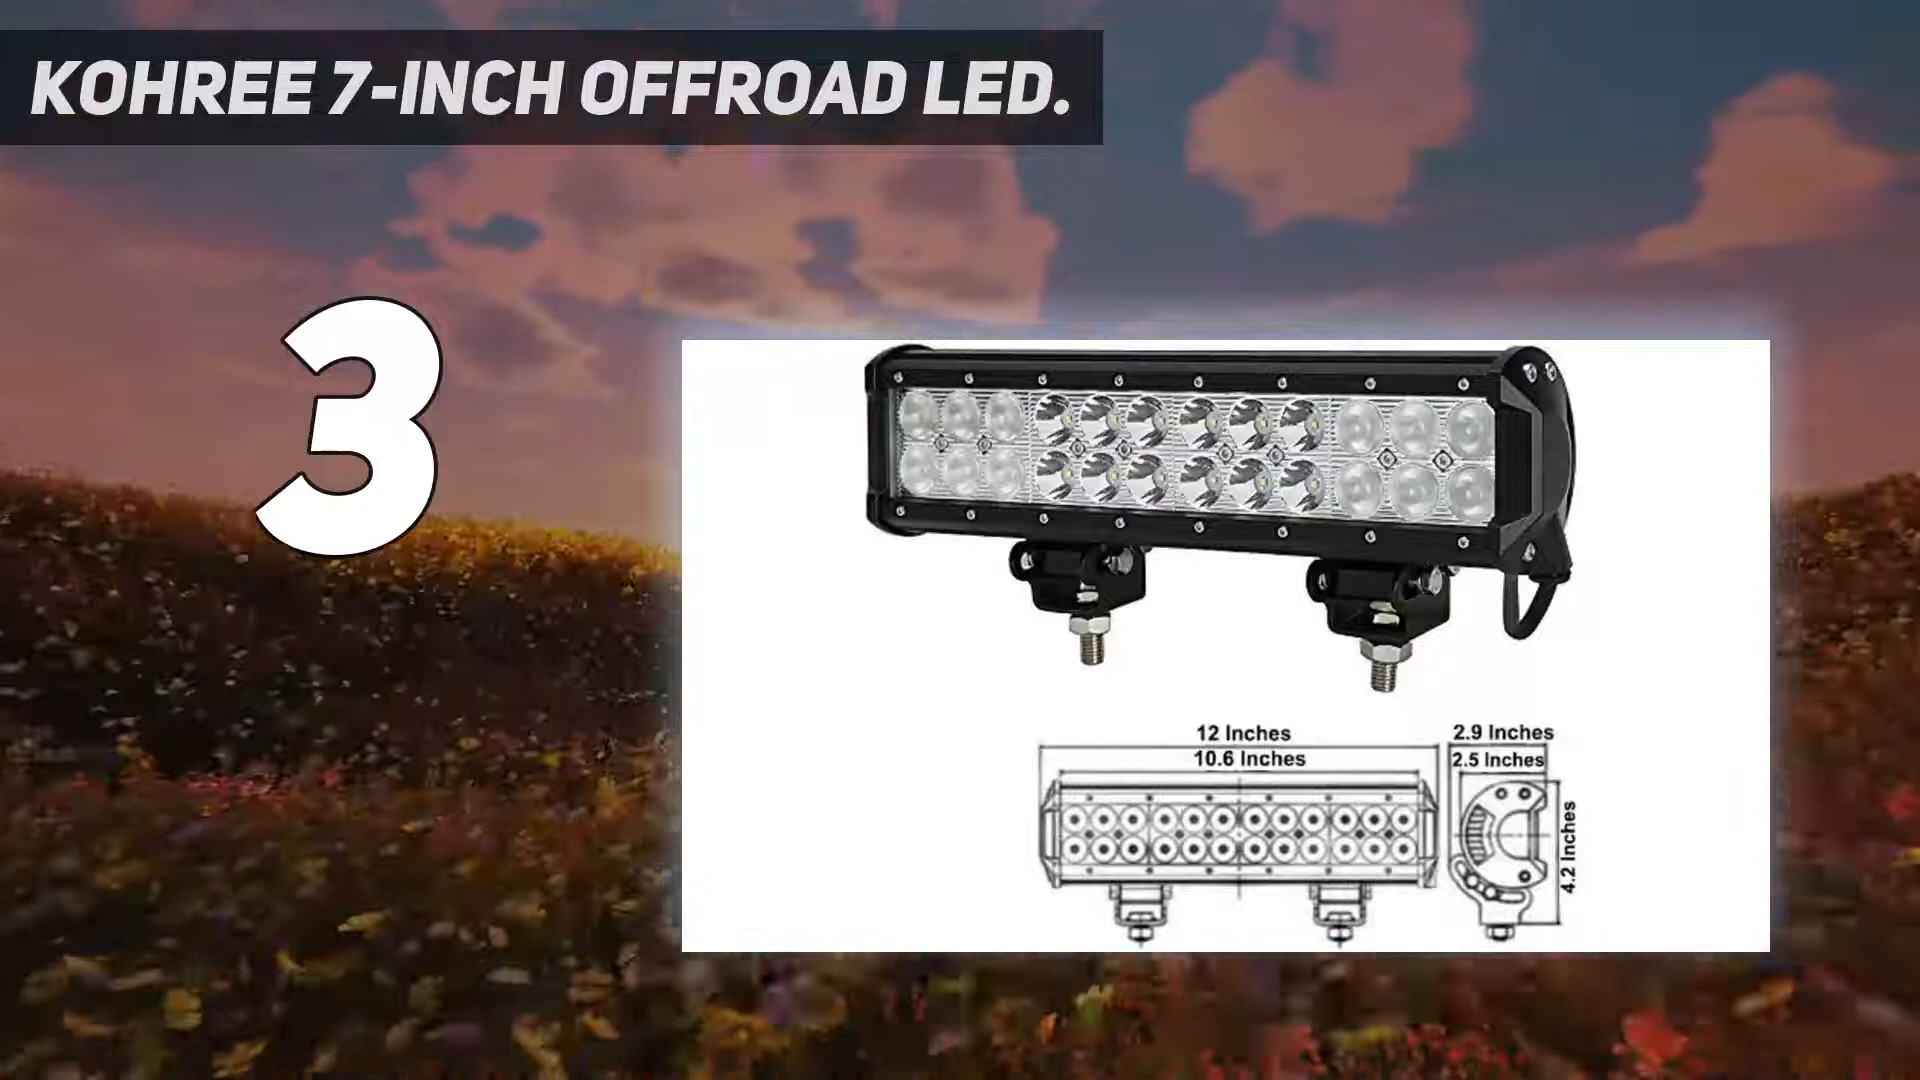 KOHREE 7-INCH OFFROAD LED.
3
12 Inches
10.6 Inches
2.9 Inches
2.5 Inches
4.2 Inches